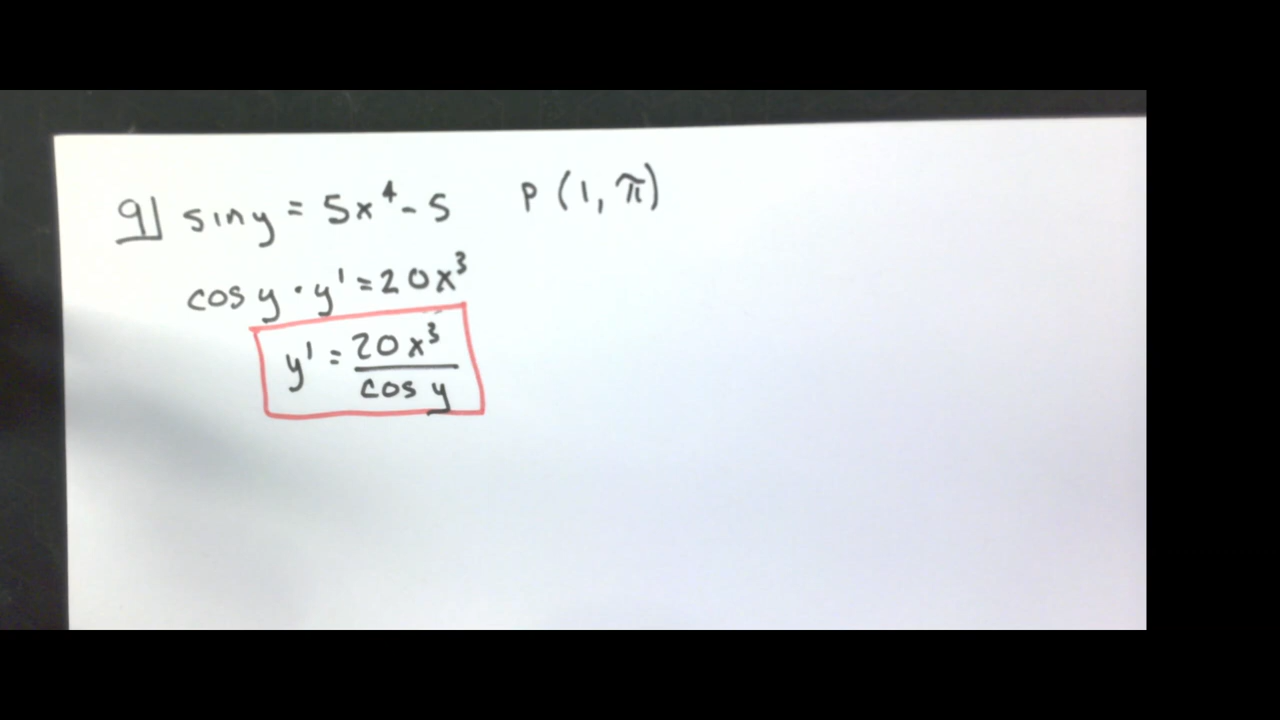 9] sin y = 5x⁴ - 5 P (1, π)
cos y · y' = 20x³
y' = 20x³ / cos y